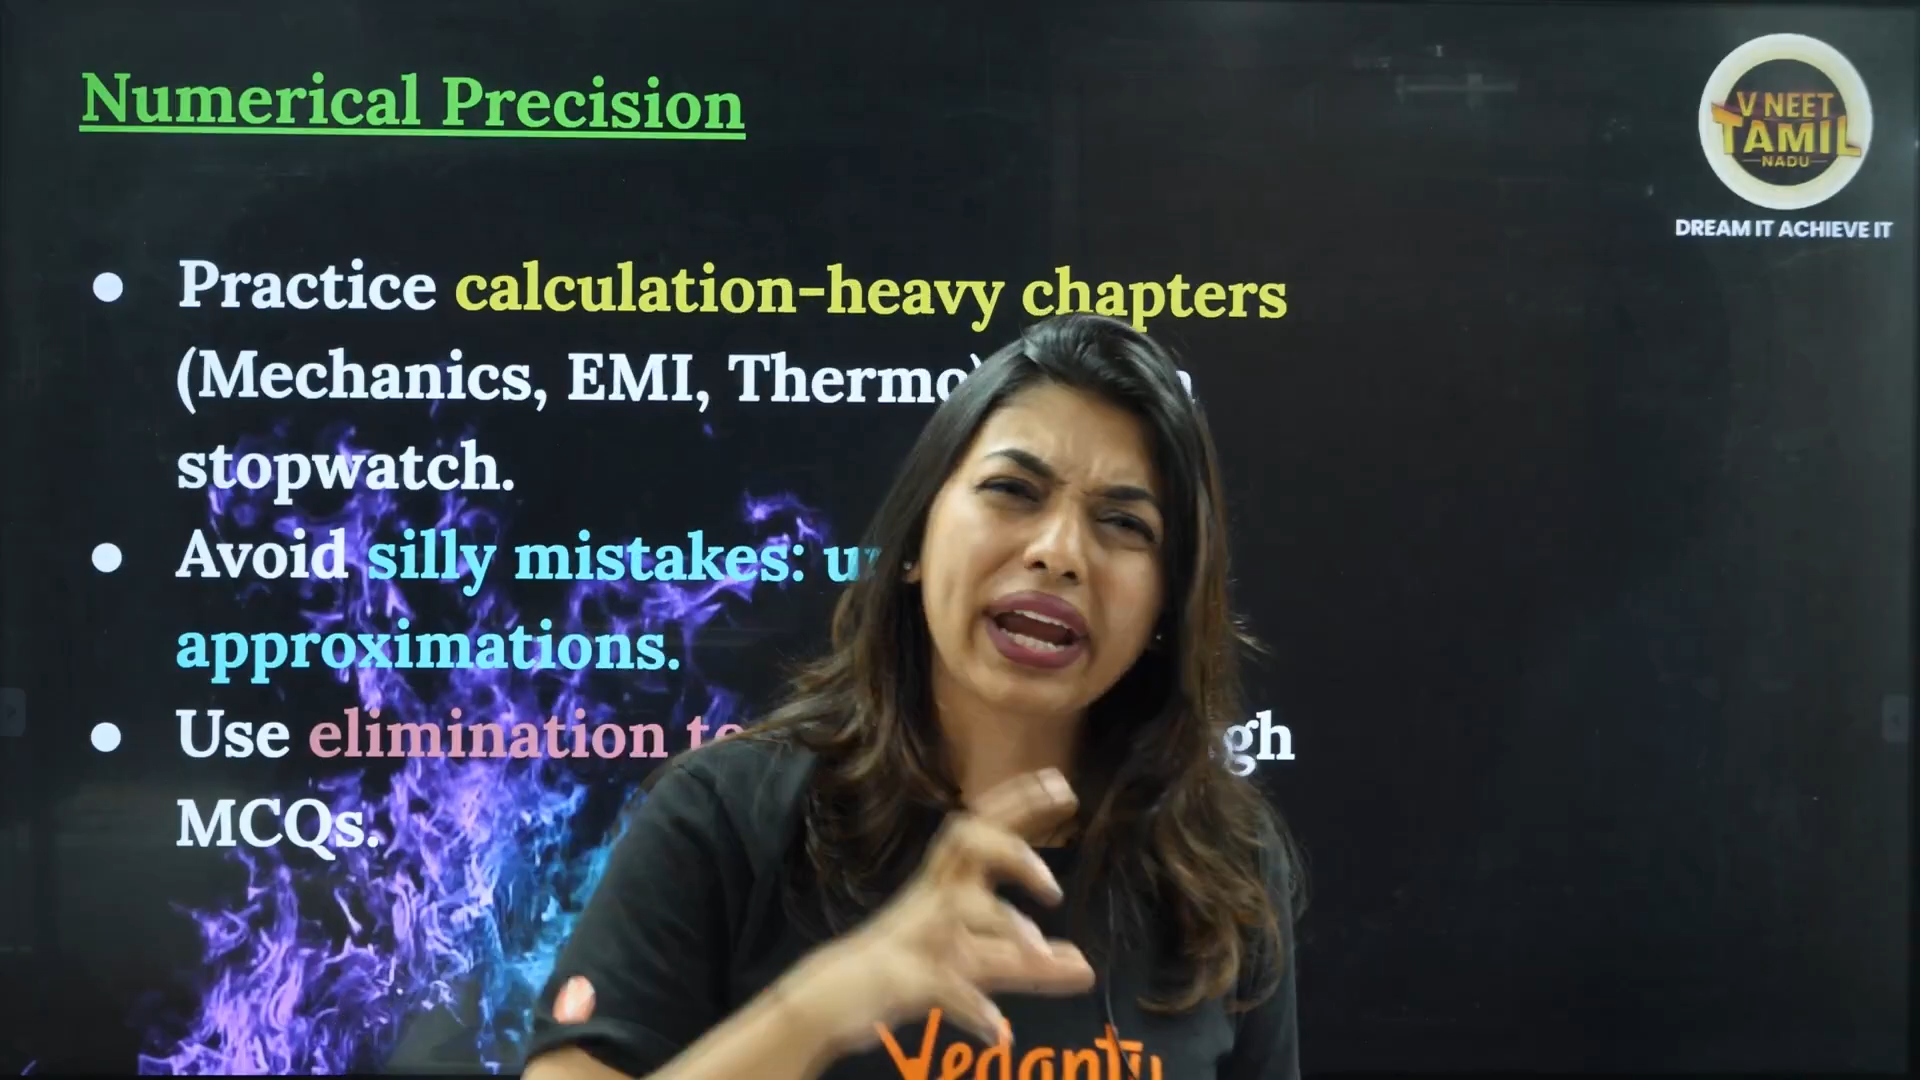 Numerical Precision
V NEET
TAMIL
NADU
DREAM IT ACHIEVE IT
● Practice calculation-heavy chapters
(Mechanics, EMI, Thermo)
stopwatch.
● Avoid silly mistakes:
approximations.
● Use elimination
MCQs.
Vedantu